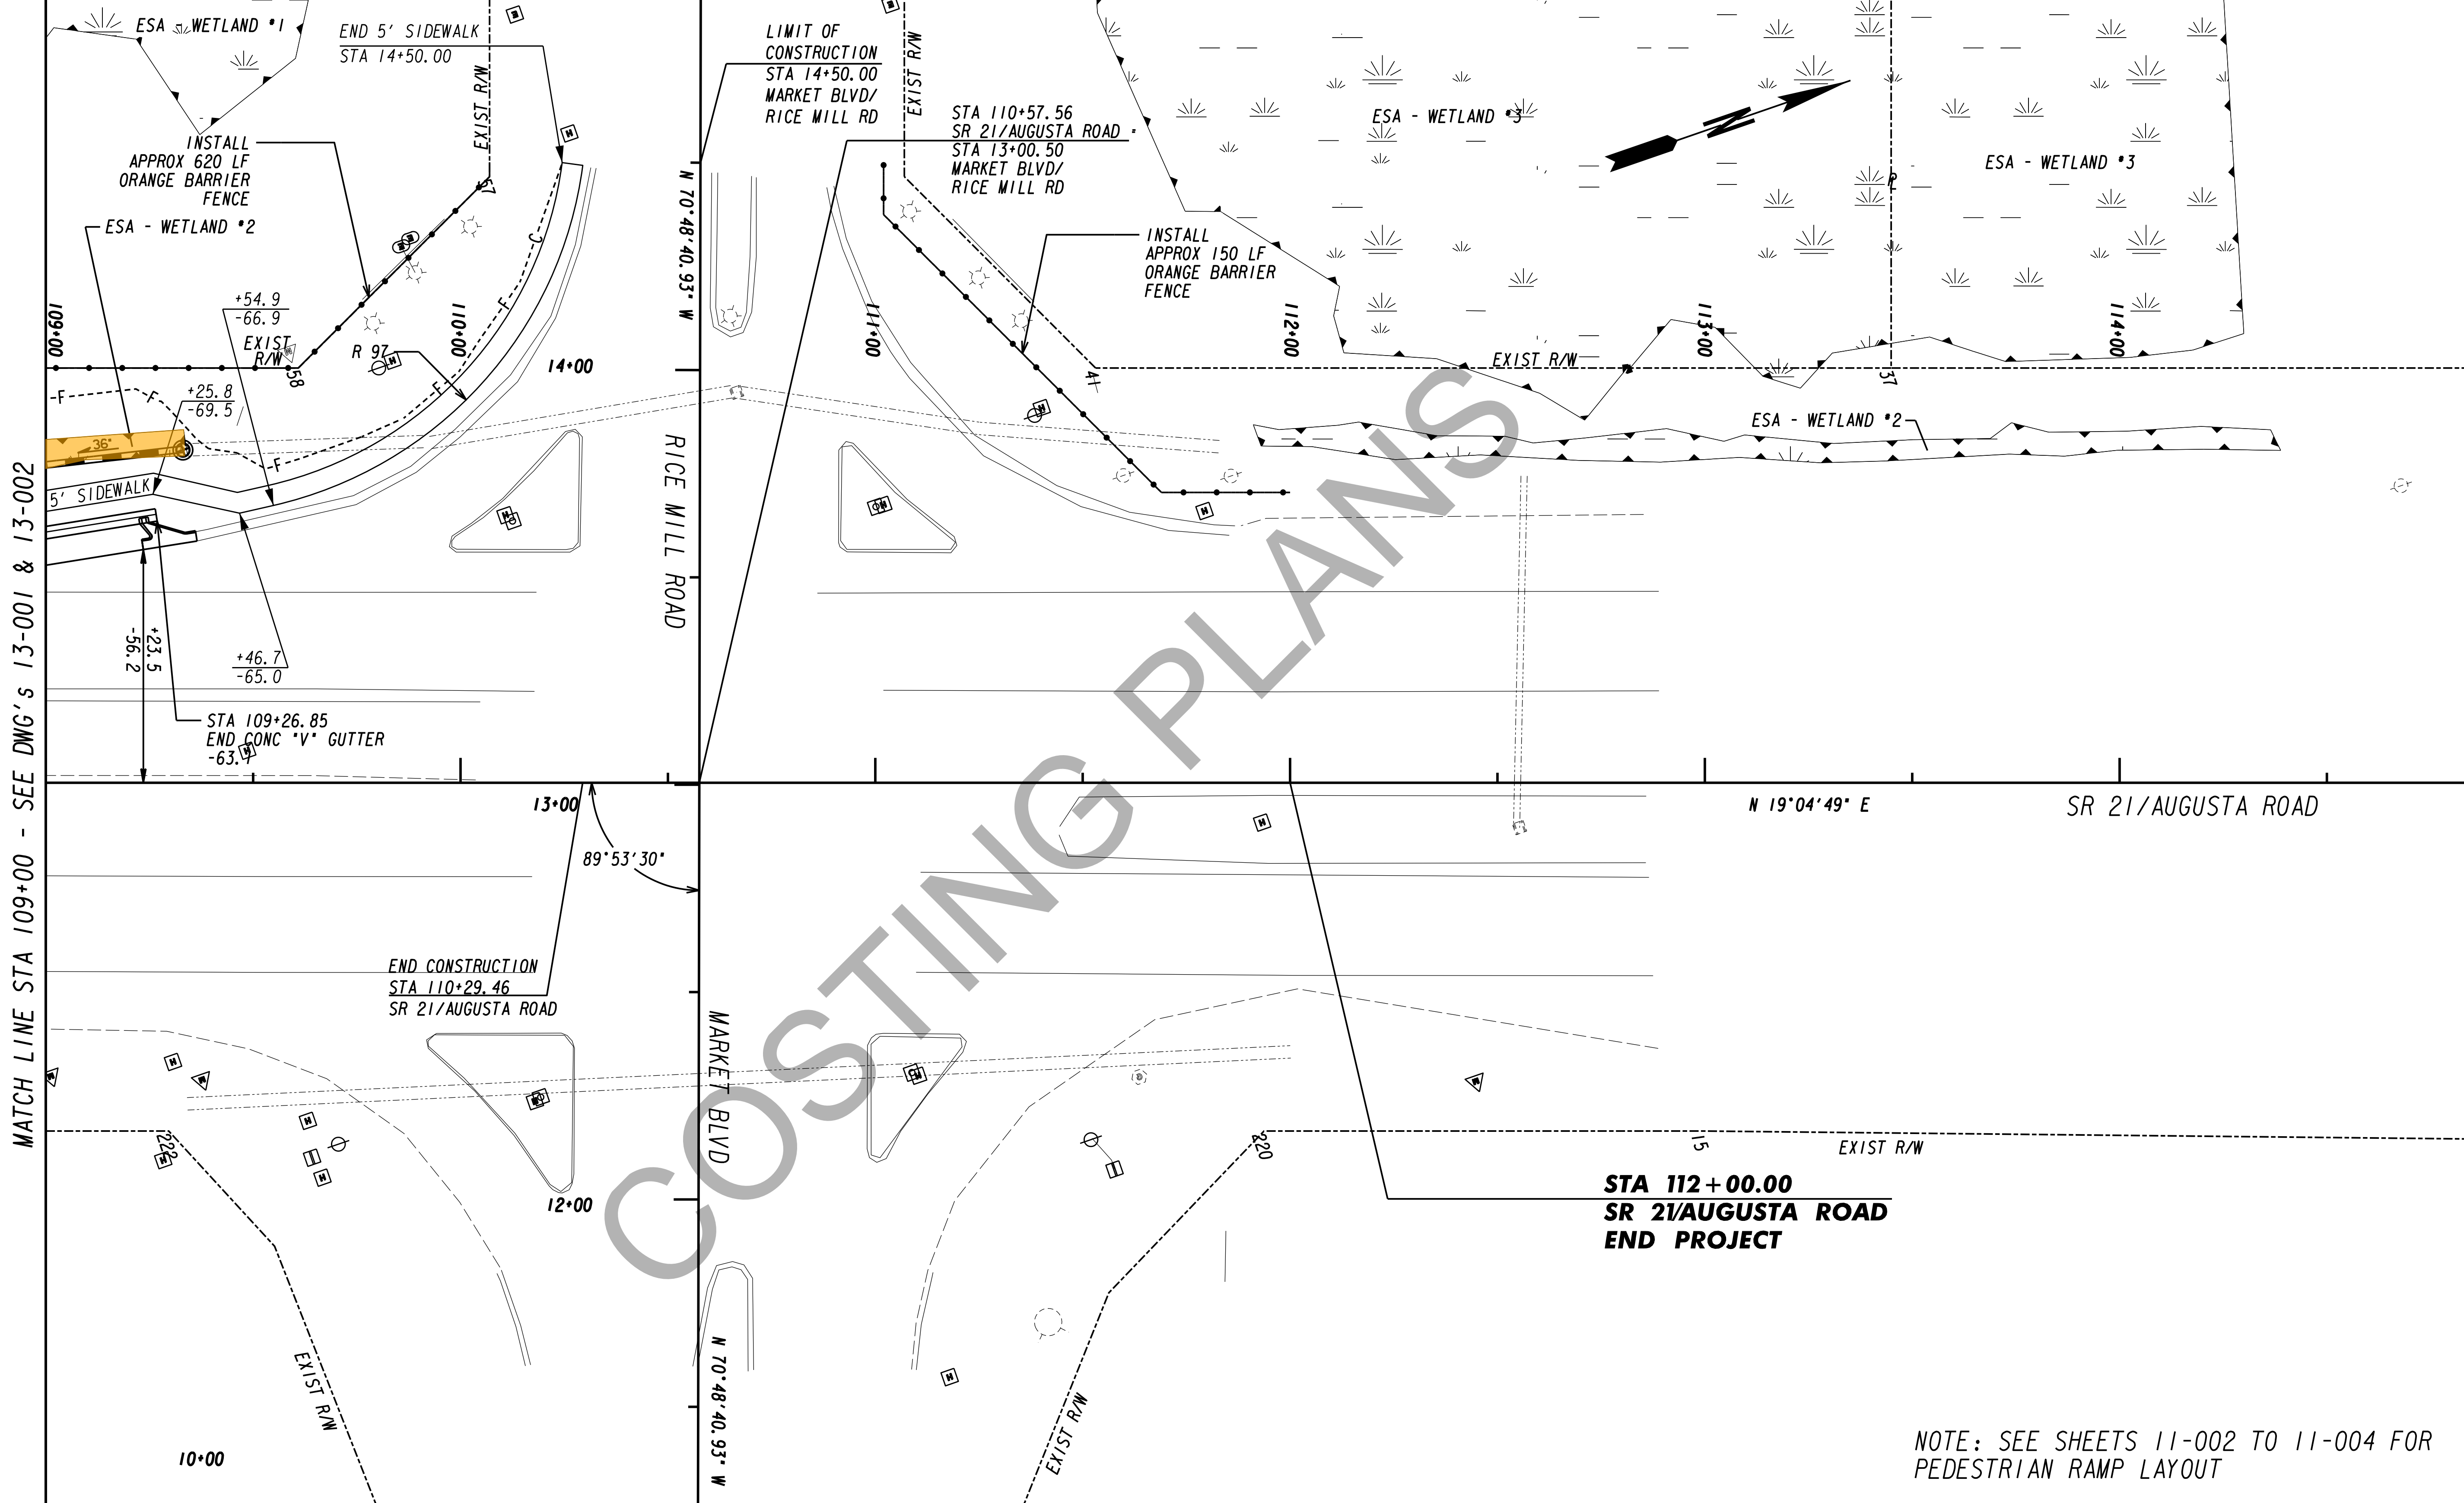 ESA - WETLAND #1
END 5' SIDEWALK
STA 14+50.00
EXIST R/W
LIMIT OF
CONSTRUCTION
STA 14+50.00
MARKET BLVD/
RICE MILL RD
EXIST R/W
STA 110+57.56
SR 21/AUGUSTA ROAD =
STA 13+00.50
MARKET BLVD/
RICE MILL RD
ESA - WETLAND #3
N
ESA - WETLAND #3
INSTALL
APPROX 620 LF
ORANGE BARRIER
FENCE
57
N 70°48'40.93" W
ESA - WETLAND #2
C
INSTALL
APPROX 150 LF
ORANGE BARRIER
FENCE
+54.9
-66.9
F
109+00
EXIST
R/W
R 97
110+00
14+00
111+00
112+00
113+00
114+00
EXIST R/W
58
41
37
F
F
F
+25.8
-69.5
ESA - WETLAND #2
36"
F
5' SIDEWALK
RICE MILL ROAD
MATCH LINE STA 109+00 - SEE DWG's 13-001 & 13-002
+23.5
-56.2
+46.7
-65.0
STA 109+26.85
END CONC "V" GUTTER
-63.7
13+00
N 19°04'49" E
SR 21/AUGUSTA ROAD
89°53'30"
END CONSTRUCTION
STA 110+29.46
SR 21/AUGUSTA ROAD
MARKET BLVD
COSTING PLANS
222
220
15
EXIST R/W
12+00
STA 112+00.00
SR 21/AUGUSTA ROAD
END PROJECT
EXIST R/W
N 70°48'40.93" W
EXIST R/W
10+00
NOTE: SEE SHEETS 11-002 TO 11-004 FOR
PEDESTRIAN RAMP LAYOUT